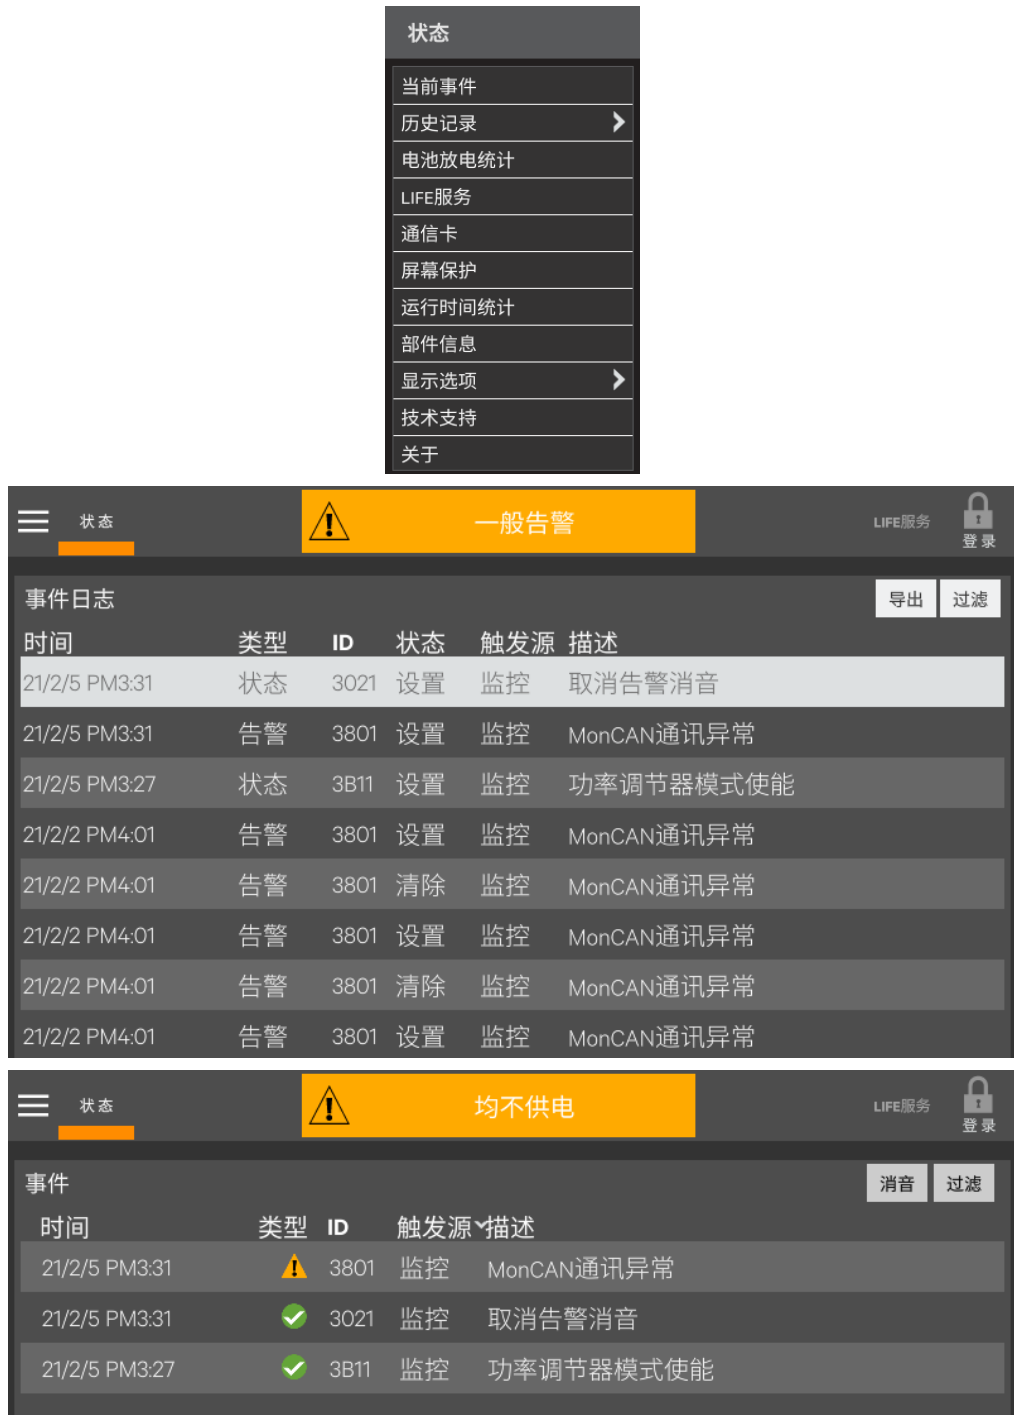 状态
当前事件
历史记录
电池放电统计
LIFE服务
通信卡
屏幕保护
运行时间统计
部件信息
显示选项
技术支持
关于
状态 一般告警 LIFE服务 登录
事件日志 导出 过滤
时间 类型 ID 状态 触发源 描述
21/2/5 PM3:31 状态 3021 设置 监控 取消告警消音
21/2/5 PM3:31 告警 3801 设置 监控 MonCAN通讯异常
21/2/5 PM3:27 状态 3B11 设置 监控 功率调节器模式使能
21/2/2 PM4:01 告警 3801 设置 监控 MonCAN通讯异常
21/2/2 PM4:01 告警 3801 清除 监控 MonCAN通讯异常
21/2/2 PM4:01 告警 3801 设置 监控 MonCAN通讯异常
21/2/2 PM4:01 告警 3801 清除 监控 MonCAN通讯异常
21/2/2 PM4:01 告警 3801 设置 监控 MonCAN通讯异常
状态 均不供电 LIFE服务 登录
事件 消音 过滤
时间 类型 ID 触发源 描述
21/2/5 PM3:31 3801 监控 MonCAN通讯异常
21/2/5 PM3:31 3021 监控 取消告警消音
21/2/5 PM3:27 3B11 监控 功率调节器模式使能